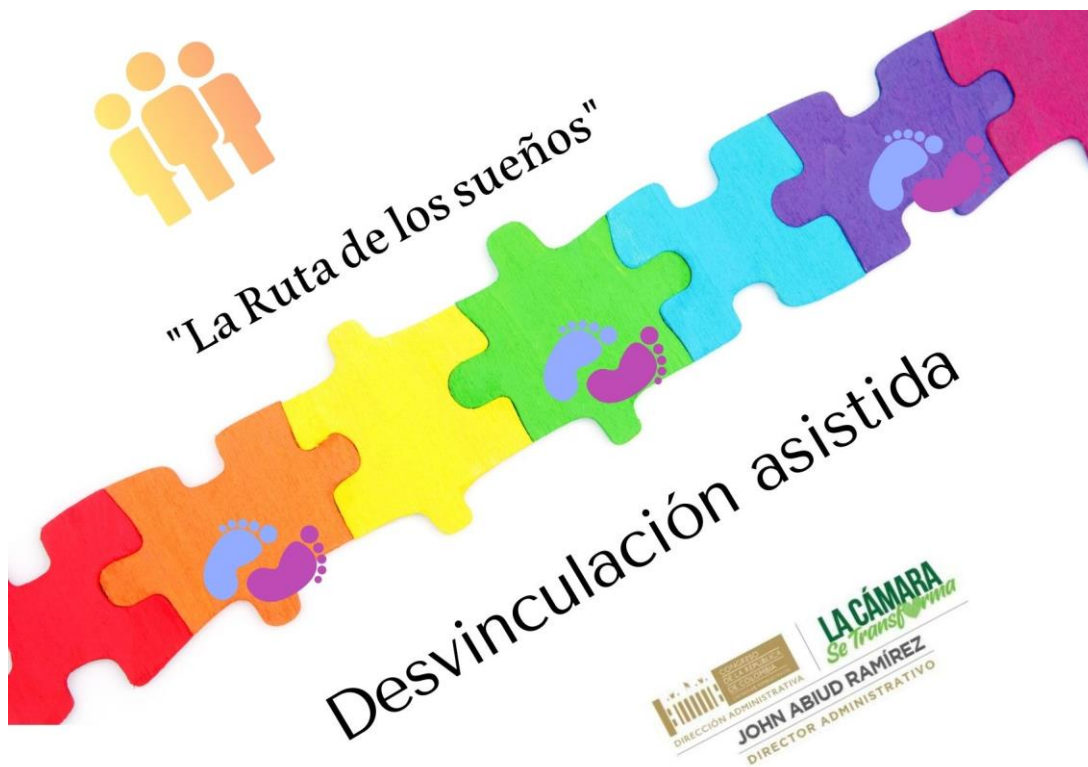 "La Ruta de los sueños"
Desvinculación asistida
CONGRESO
DE LA REPÚBLICA
DE COLOMBIA
DIRECCIÓN ADMINISTRATIVA
LA CÁMARA
Se Transforma
JOHN ABIUD RAMÍREZ
DIRECTOR ADMINISTRATIVO